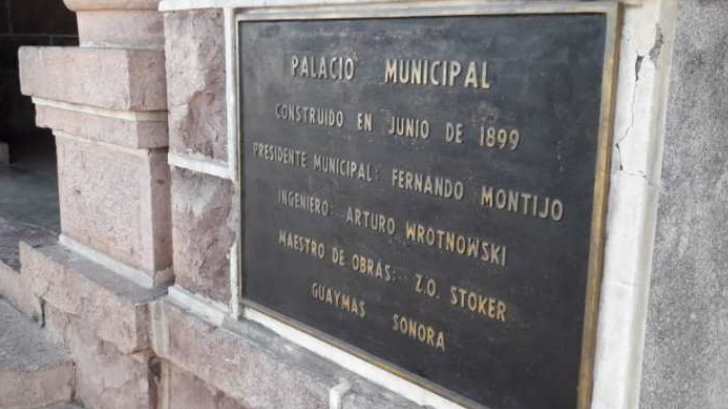 PALACIO MUNICIPAL
CONSTRUIDO EN JUNIO DE 1899
PRESIDENTE MUNICIPAL: FERNANDO MONTIJO
INGENIERO: ARTURO WROTNOWSKI
MAESTRO DE OBRAS: Z.O. STOKER
GUAYMAS SONORA